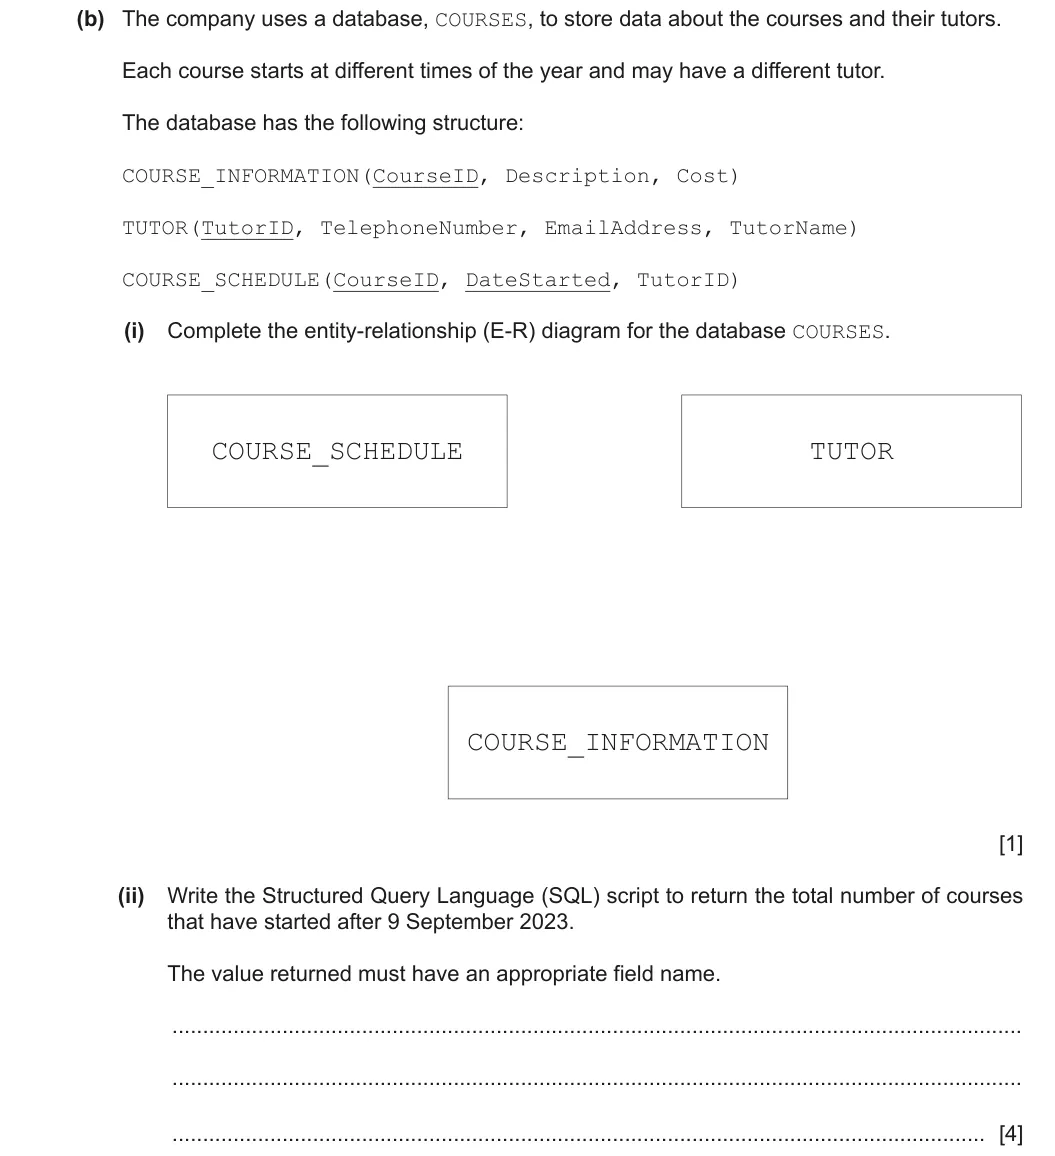 (b) The company uses a database, COURSES, to store data about the courses and their tutors.
Each course starts at different times of the year and may have a different tutor.
The database has the following structure:
COURSE_INFORMATION(CourseID, Description, Cost)
TUTOR(TutorID, TelephoneNumber, EmailAddress, TutorName)
COURSE_SCHEDULE(CourseID, DateStarted, TutorID)
(i) Complete the entity-relationship (E-R) diagram for the database COURSES.
COURSE_SCHEDULE
TUTOR
COURSE_INFORMATION
[1]
(ii) Write the Structured Query Language (SQL) script to return the total number of courses
that have started after 9 September 2023.
The value returned must have an appropriate field name.
[4]